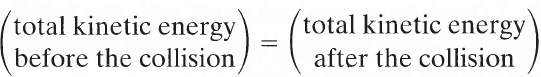 (total kinetic energy before the collision) = (total kinetic energy after the collision)